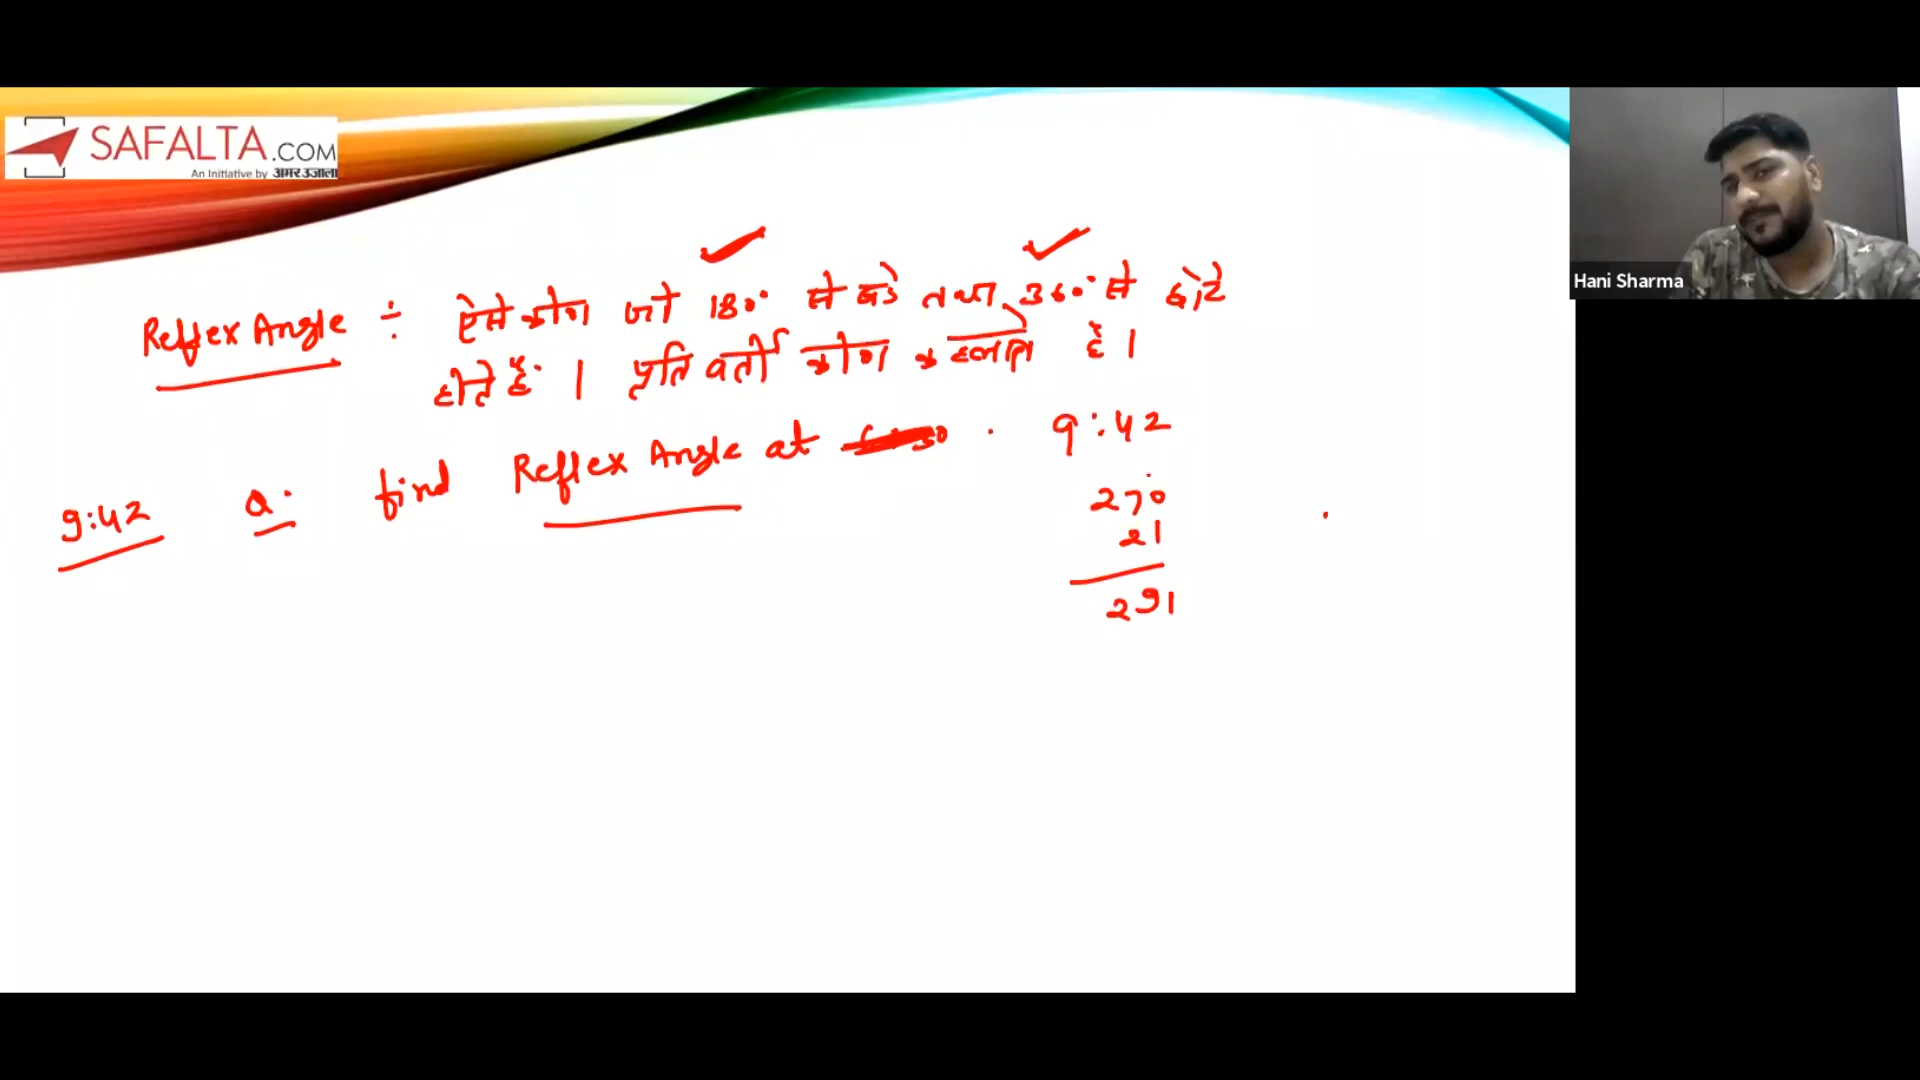 SAFALTA.COM
An Initiative by अमर उजाला
Hani Sharma
Reflex Angle ÷ ऐसे कोण जो 180° से बड़े तथा 360° से छोटे
होते हैं। प्रतिवर्ती कोण कहलाते हैं।
9:42 Q. find Reflex Angle at 9:42
270
21
291